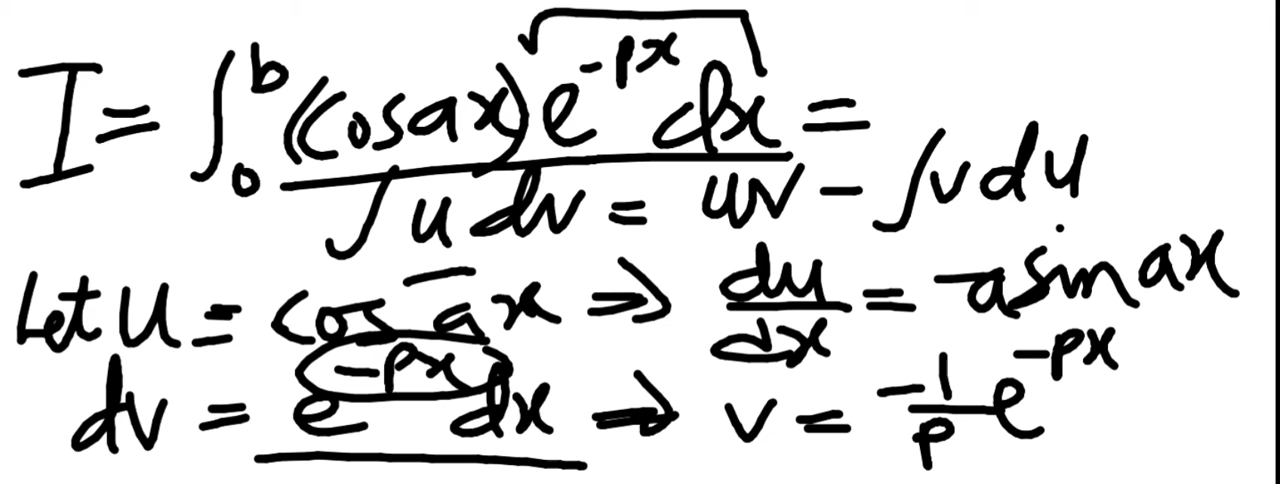 I = ∫₀ᵇ (cos ax) e^{-px} dx =
∫ u dv = uv - ∫ v du
Let u = cos ax ⇒ du/dx = -a sin ax
dv = e^{-px} dx ⇒ v = -1/p e^{-px}